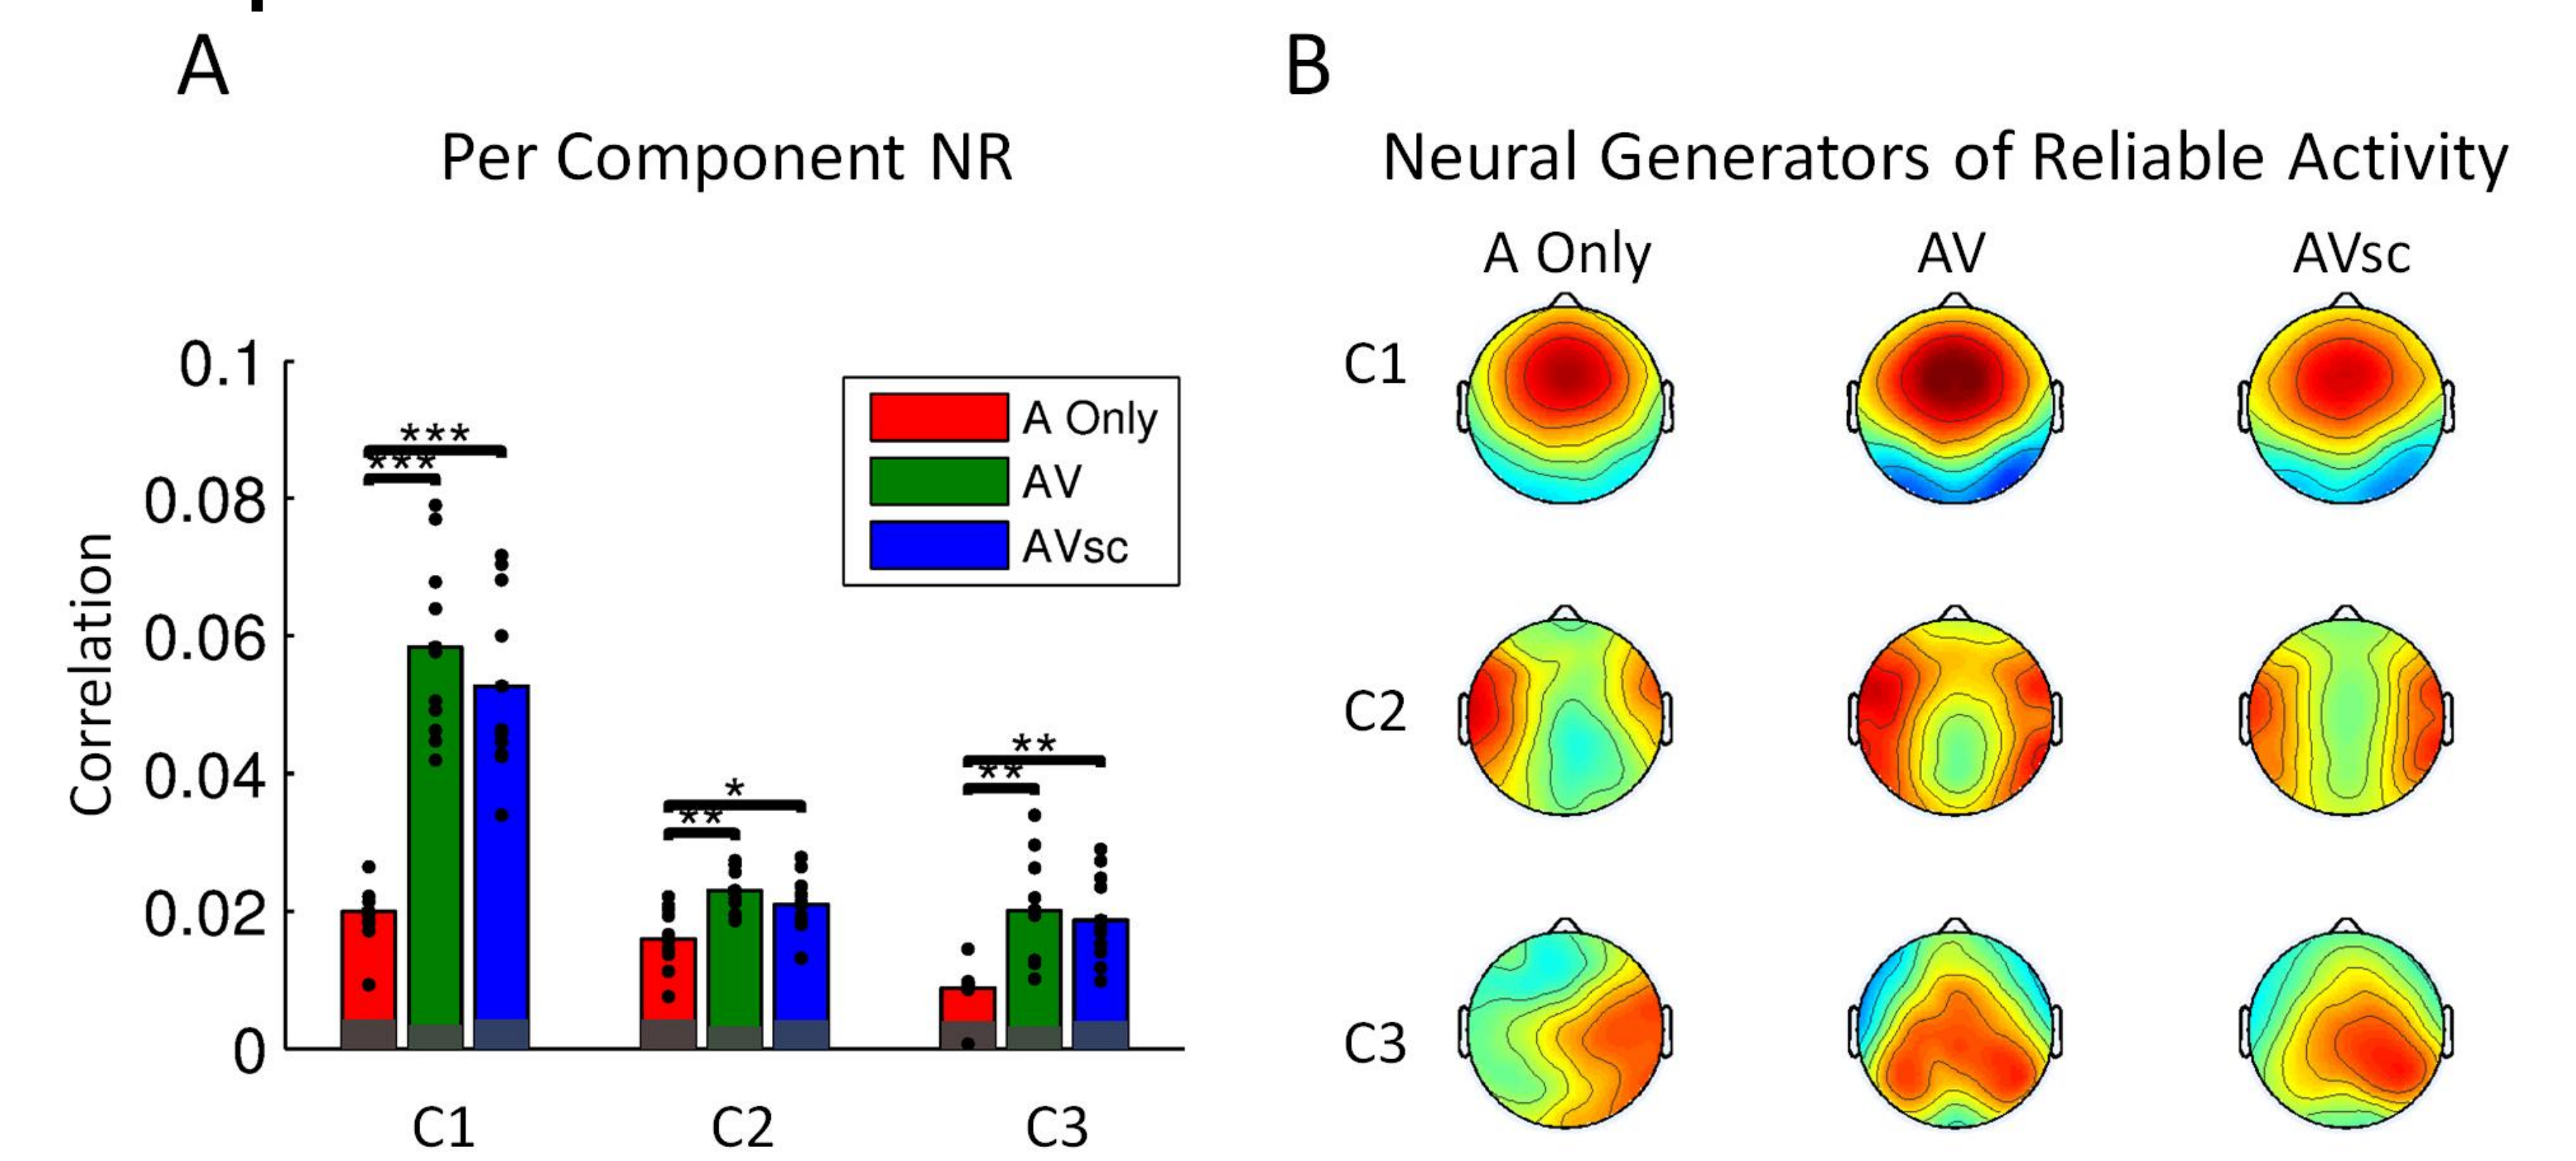 A
Per Component NR
Correlation
0.1
0.08
0.06
0.04
0.02
0
***
***
*
**
**
**
A Only
AV
AVsc
C1 C2 C3
B
Neural Generators of Reliable Activity
A Only AV AVsc
C1
C2
C3